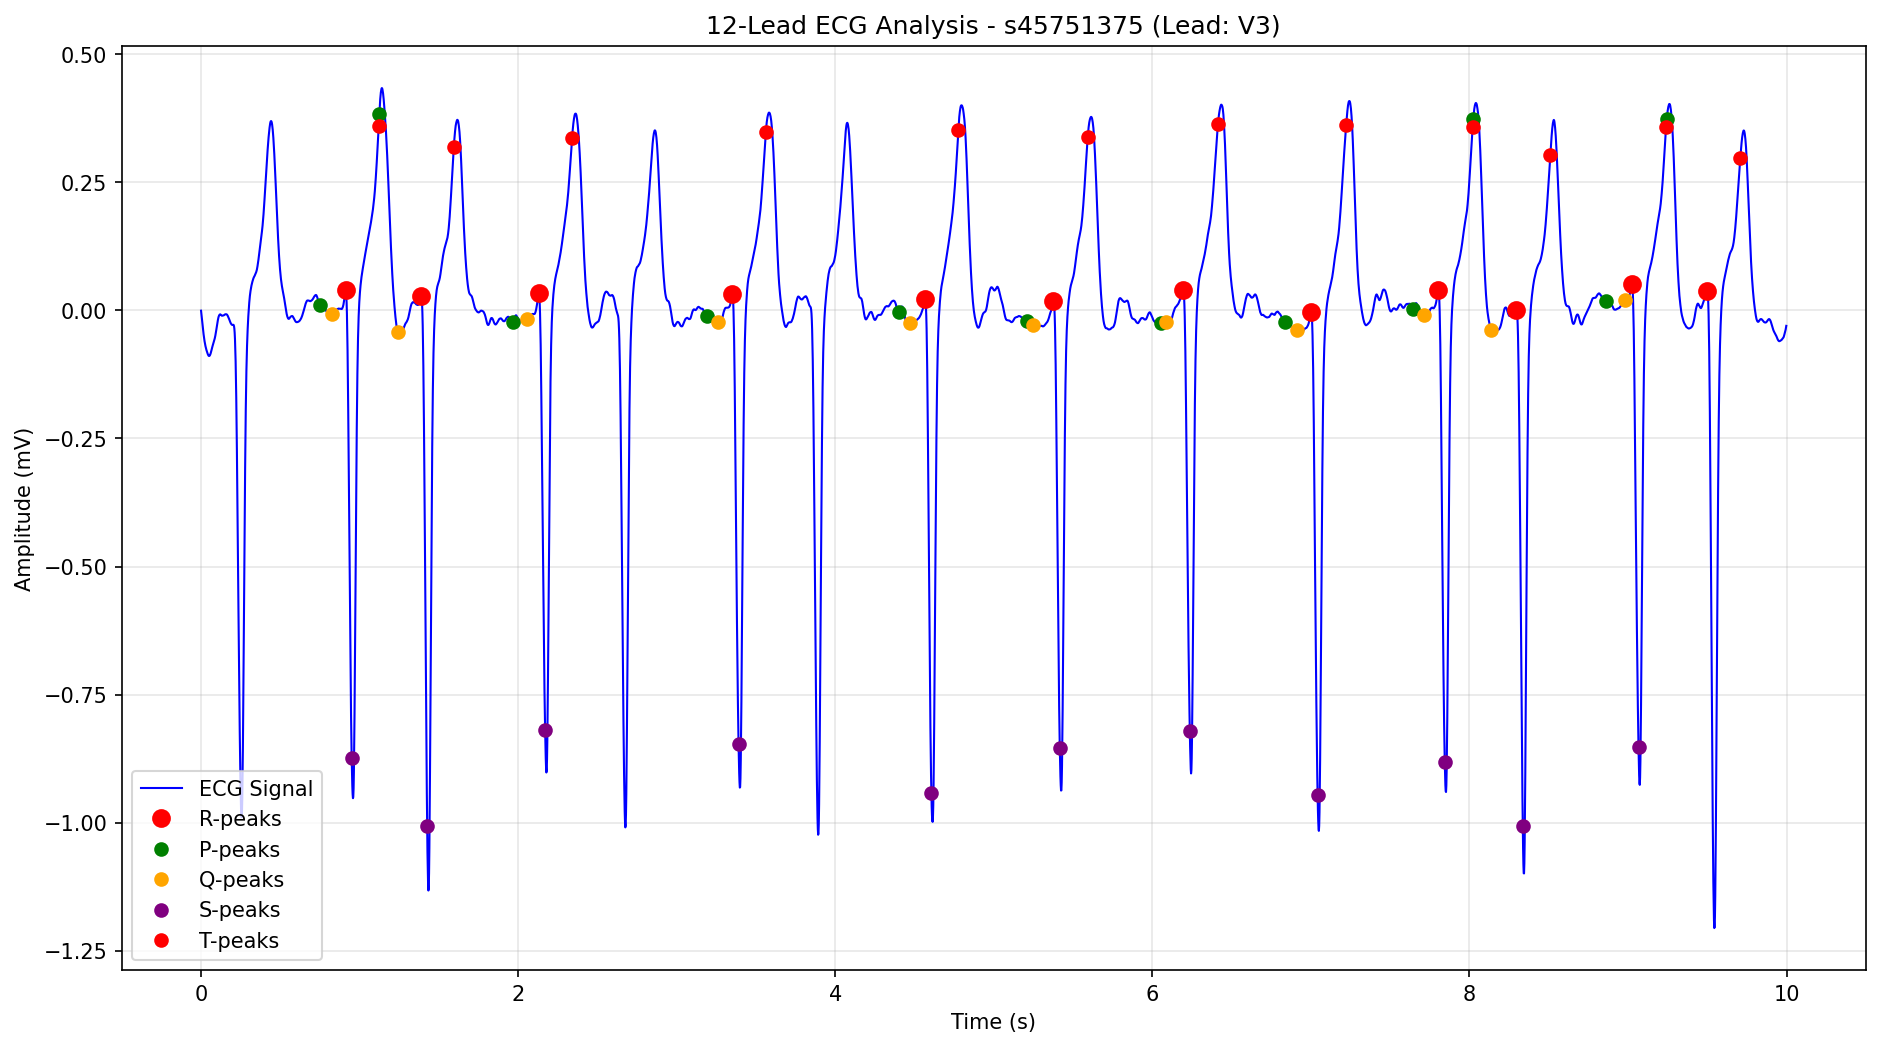 12-Lead ECG Analysis - s45751375 (Lead: V3)
0.50
0.25
0.00
−0.25
−0.50
−0.75
−1.00
−1.25
Amplitude (mV)
ECG Signal
R-peaks
P-peaks
Q-peaks
S-peaks
T-peaks
0 2 4 6 8 10
Time (s)